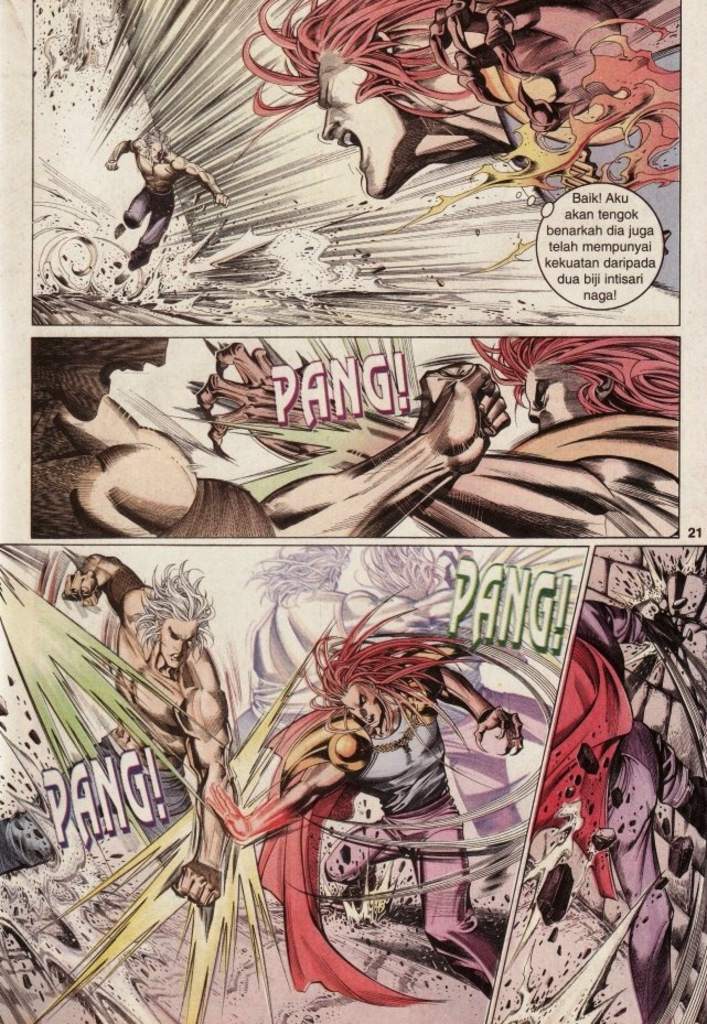 Baik! Aku
akan tengok
benarkah dia juga
telah mempunyai
kekuatan daripada
dua biji intisari
naga!
PANG!
21
PANG!
PANG!